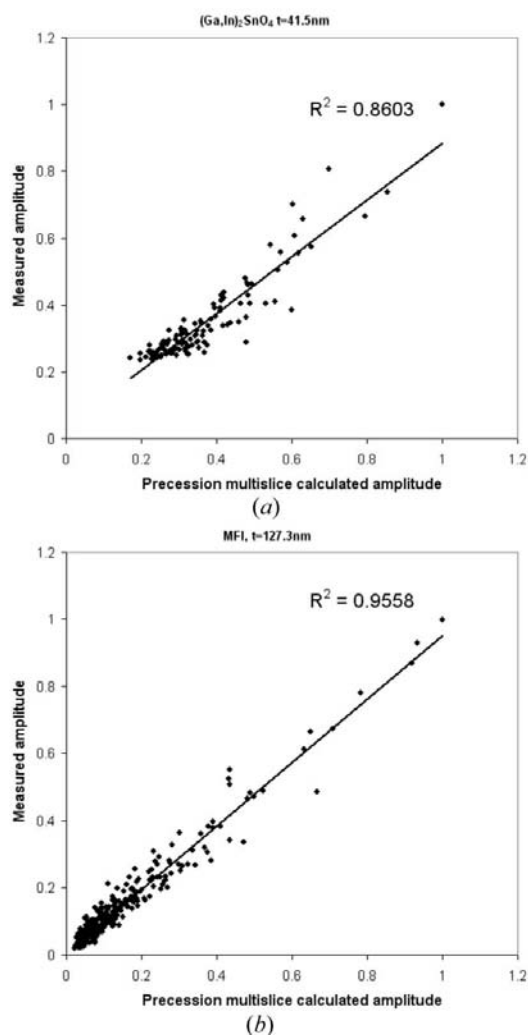 (Ga,In)₂SnO₄ t=41.5nm
1.2
1
0.8
0.6
0.4
0.2
0
R² = 0.8603
Measured amplitude
0 0.2 0.4 0.6 0.8 1 1.2
Precession multislice calculated amplitude
(a)
MFI, t=127.3nm
1.2
1
0.8
0.6
0.4
0.2
0
R² = 0.9558
Measured amplitude
0 0.2 0.4 0.6 0.8 1 1.2
Precession multislice calculated amplitude
(b)